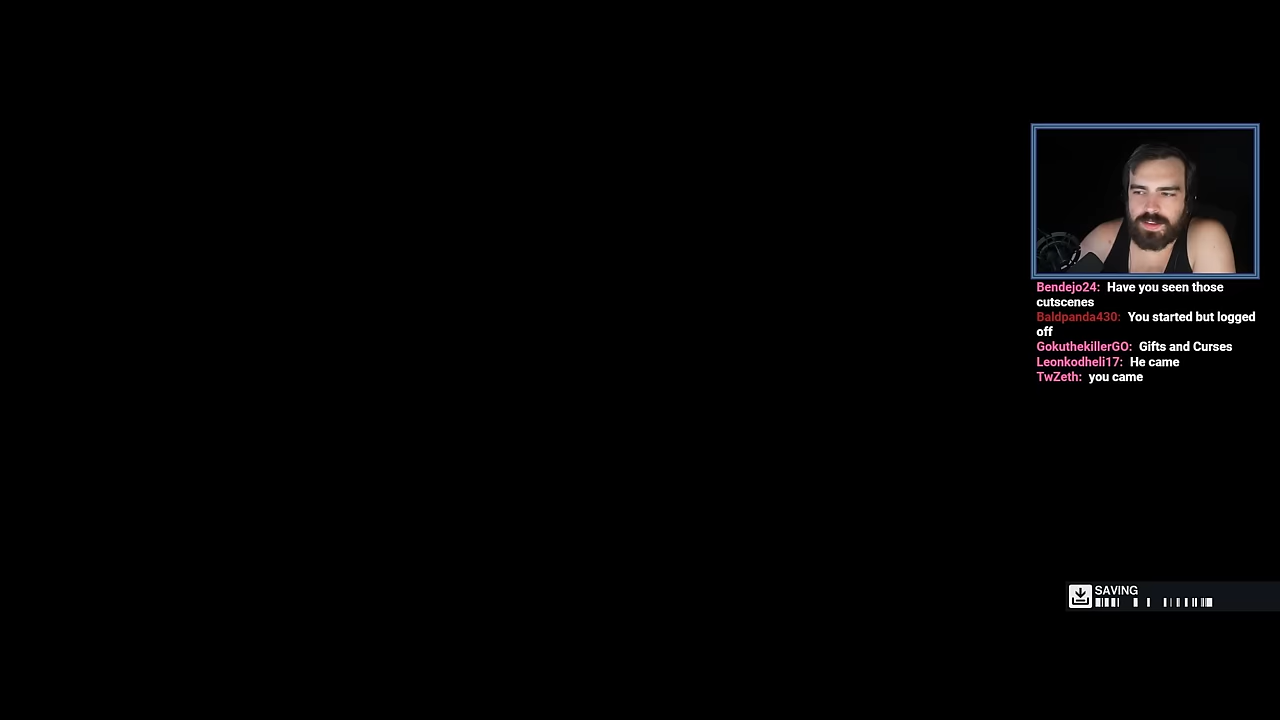 Bendejo24: Have you seen those
cutscenes
Baldpanda430: You started but logged
off
GokuthekillerGO: Gifts and Curses
Leonkodheli17: He came
TwZeth: you came
SAVING